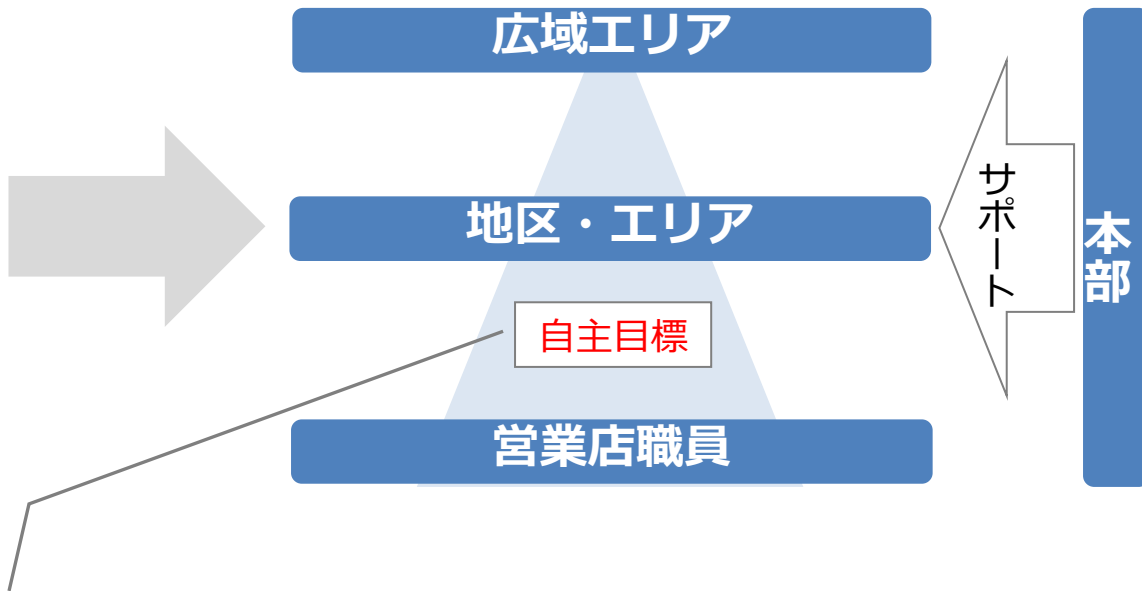 広域エリア
地区・エリア
サポート
本部
自主目標
営業店職員